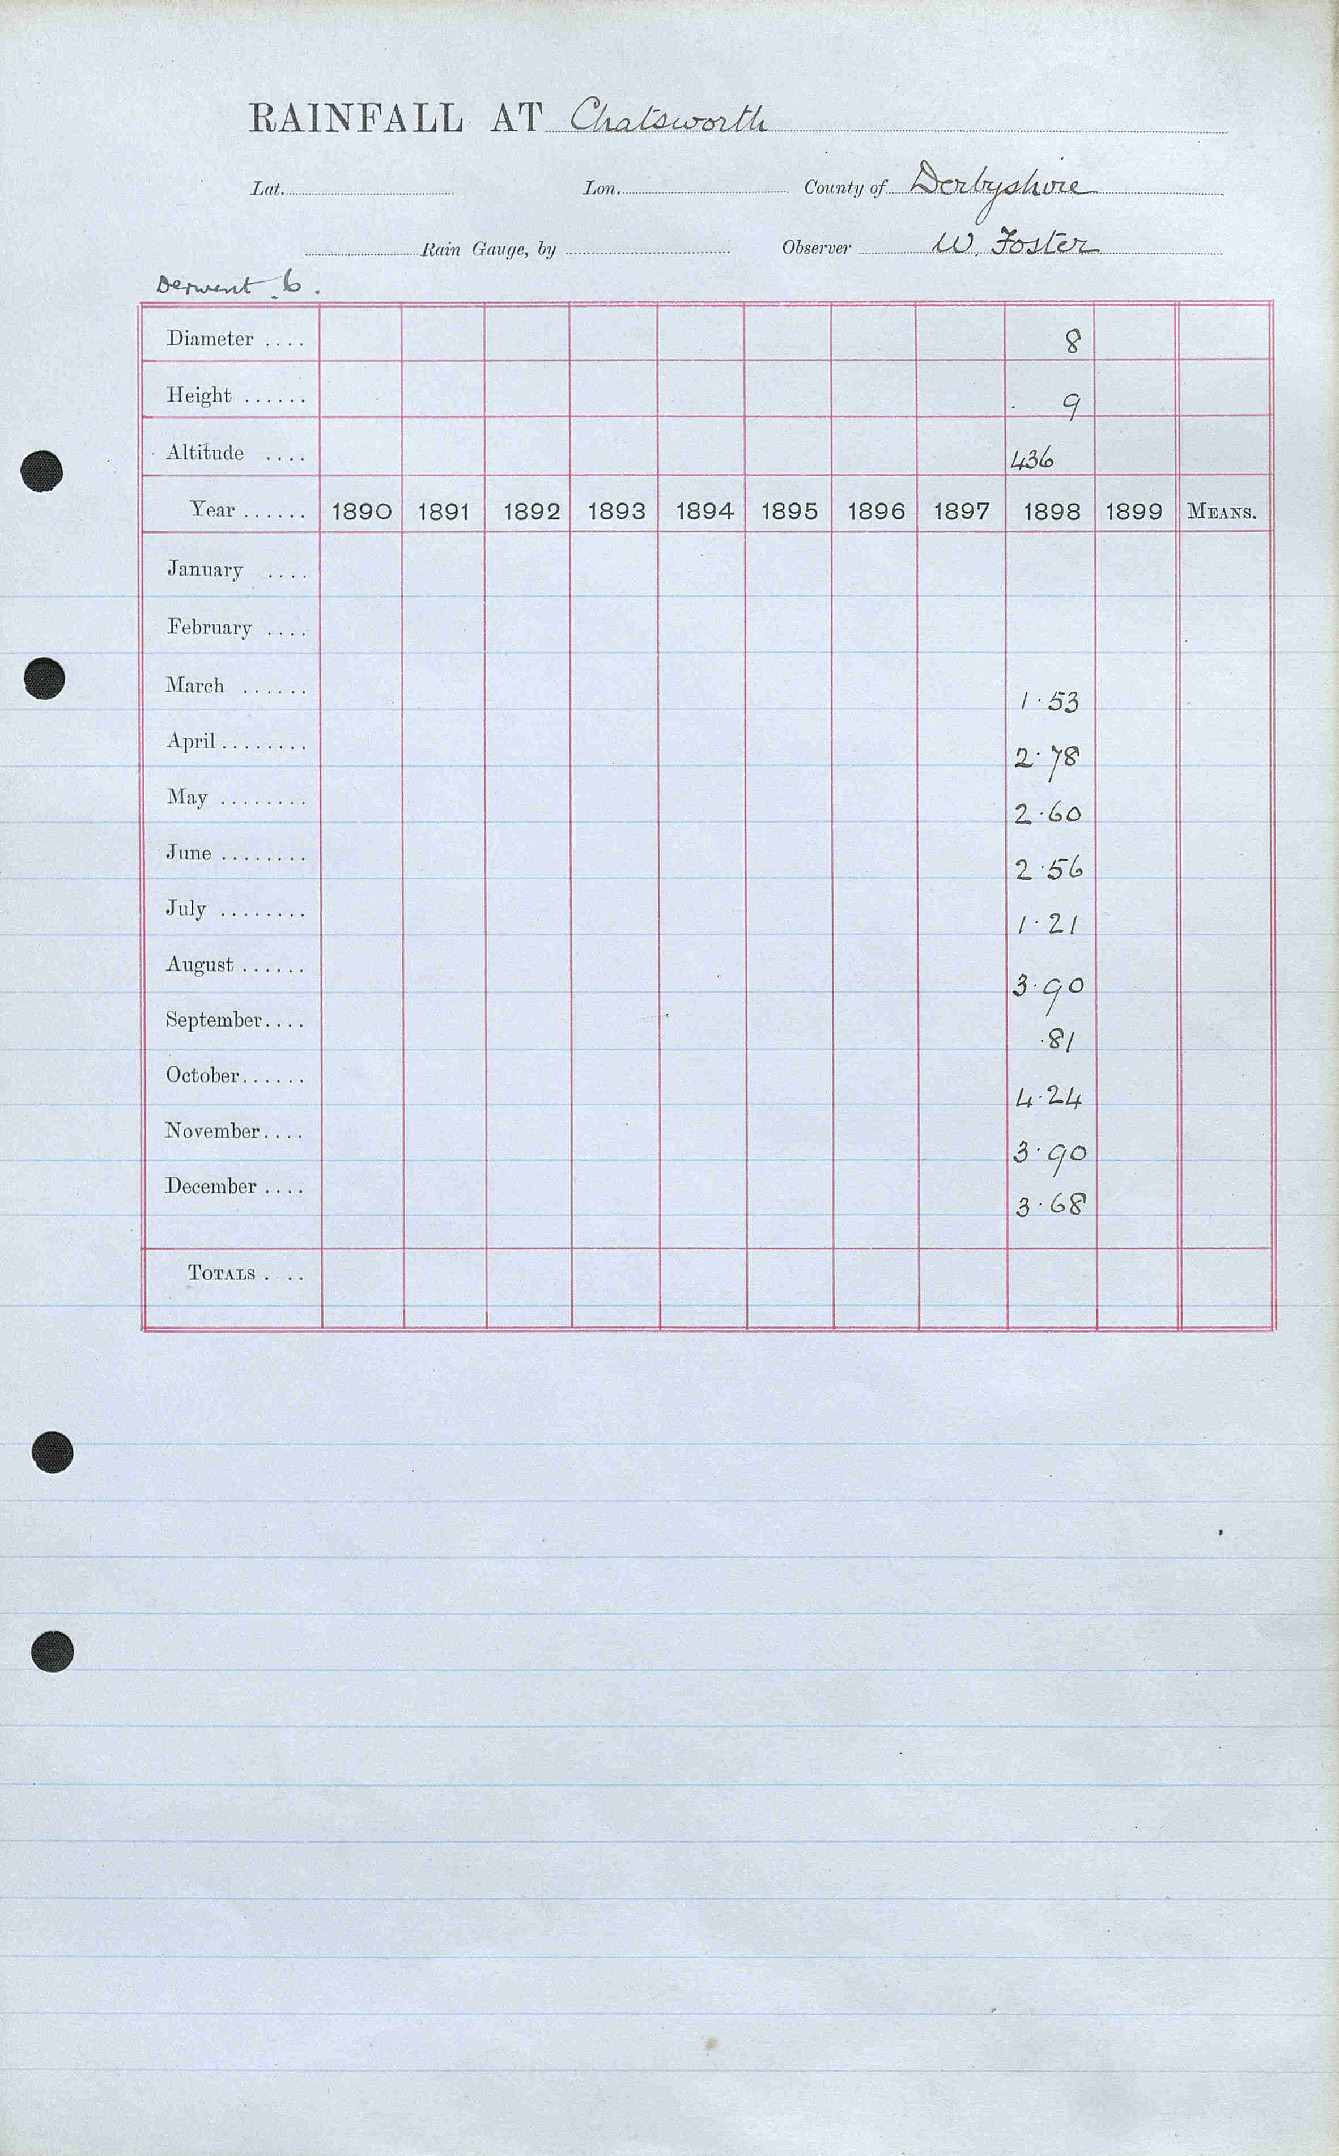 RAINFALL AT Chatsworth
Lat. Lon. County of Derbyshire
Rain Gauge, by Observer W. Foster
Derwent 6.
Diameter .... 8
Height ...... 9
Altitude .... 436
Year ...... 1890 1891 1892 1893 1894 1895 1896 1897 1898 1899 MEANS.
January ....
February ....
March ...... 1.53
April ........ 2.78
May ........ 2.60
June ........ 2.56
July ........ 1.21
August ...... 3.90
September .... .81
October ...... 4.24
November .... 3.90
December .... 3.68
TOTALS . ..